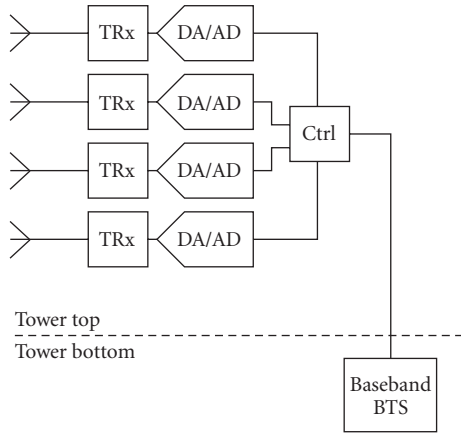 TRx
DA/AD
TRx
DA/AD
Ctrl
TRx
DA/AD
TRx
DA/AD
Tower top
Tower bottom
Baseband
BTS